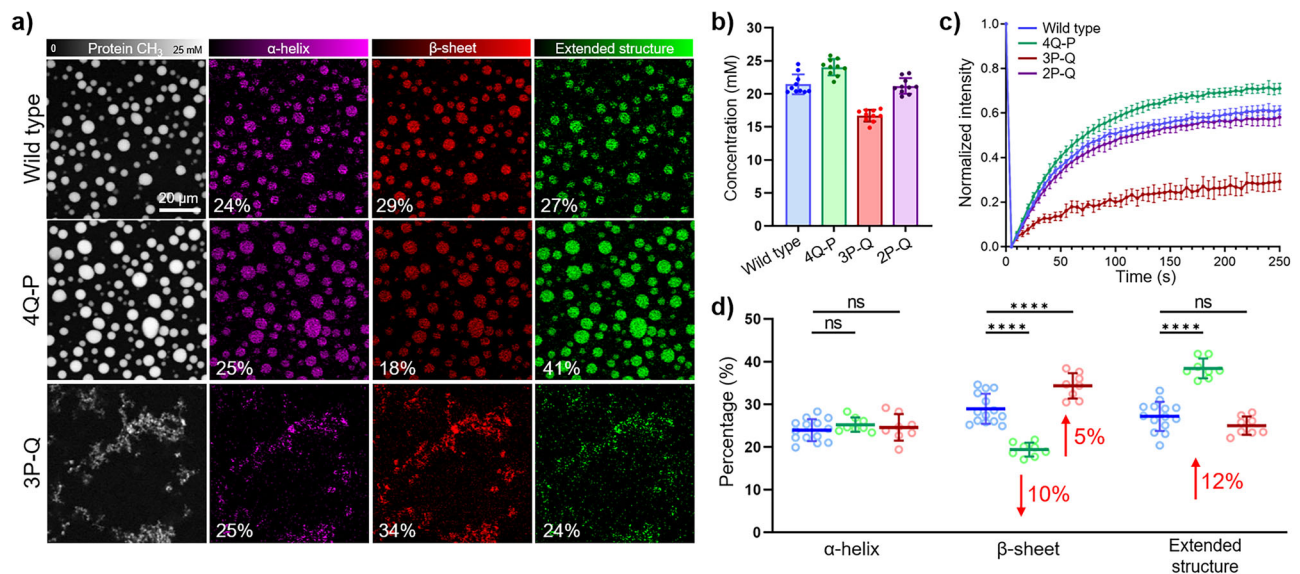 a)
0 Protein CH₃ 25 mM
α-helix
β-sheet
Extended structure
Wild type
20 µm
24%
29%
27%
4Q-P
25%
18%
41%
3P-Q
25%
34%
24%
b)
Concentration (mM)
35
30
25
20
15
10
5
0
Wild type
4Q-P
3P-Q
2P-Q
c)
Normalized intensity
1.0
0.8
0.6
0.4
0.2
0.0
0 50 100 150 200 250
Time (s)
Wild type
4Q-P
3P-Q
2P-Q
d)
Percentage (%)
50
40
30
20
10
0
ns
ns
****
****
ns
****
10%
5%
12%
α-helix
β-sheet
Extended
structure